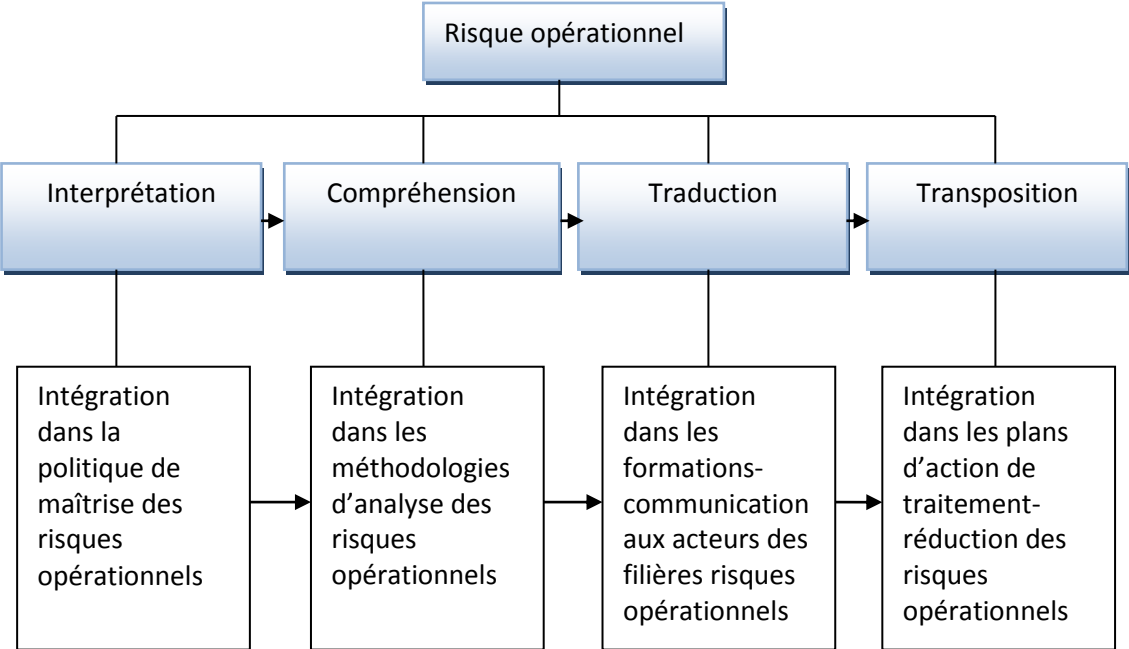 Risque opérationnel
Interprétation
Compréhension
Traduction
Transposition
Intégration
dans la
politique de
maîtrise des
risques
opérationnels
Intégration
dans les
méthodologies
d’analyse des
risques
opérationnels
Intégration
dans les
formations-
communication
aux acteurs des
filières risques
opérationnels
Intégration
dans les plans
d’action de
traitement-
réduction des
risques
opérationnels